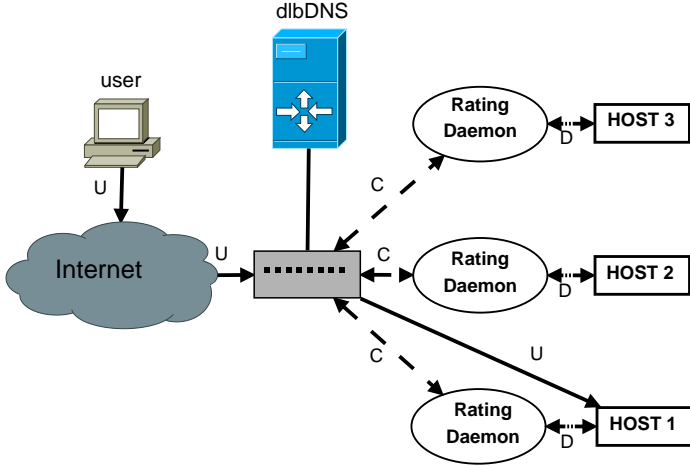 dlbDNS
user
U
Internet
U
C
Rating
Daemon
D
HOST 3
C
Rating
Daemon
D
HOST 2
C
U
Rating
Daemon
D
HOST 1